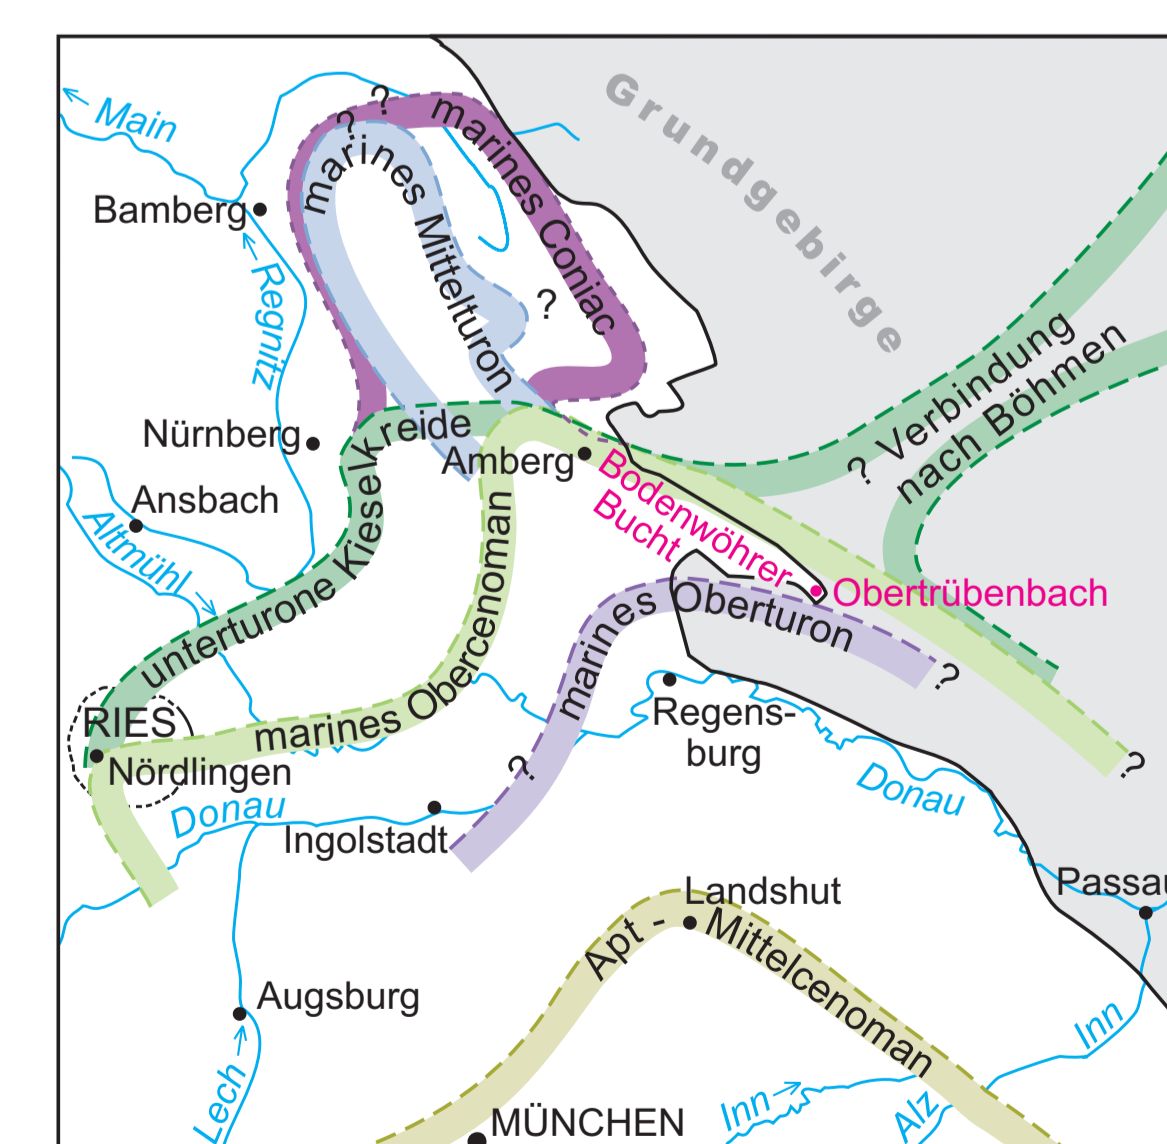 Grundgebirge
? ? marines Coniac
marines Mittelturon
?
Main
Bamberg
Regnitz
Nürnberg
Ansbach
Altmühl
unterturone Kieselkreide
Amberg
Bodenwöhrer
Bucht
Obertrübenbach
? Verbindung
nach Böhmen
marines Obercenoman
?
marines Oberturon
?
?
RIES
Nördlingen
Donau
Ingolstadt
Regens-
burg
Donau
Passau
Landshut
Apt - Mittelcenoman
Augsburg
Lech
Inn
Inn
Alz
MÜNCHEN